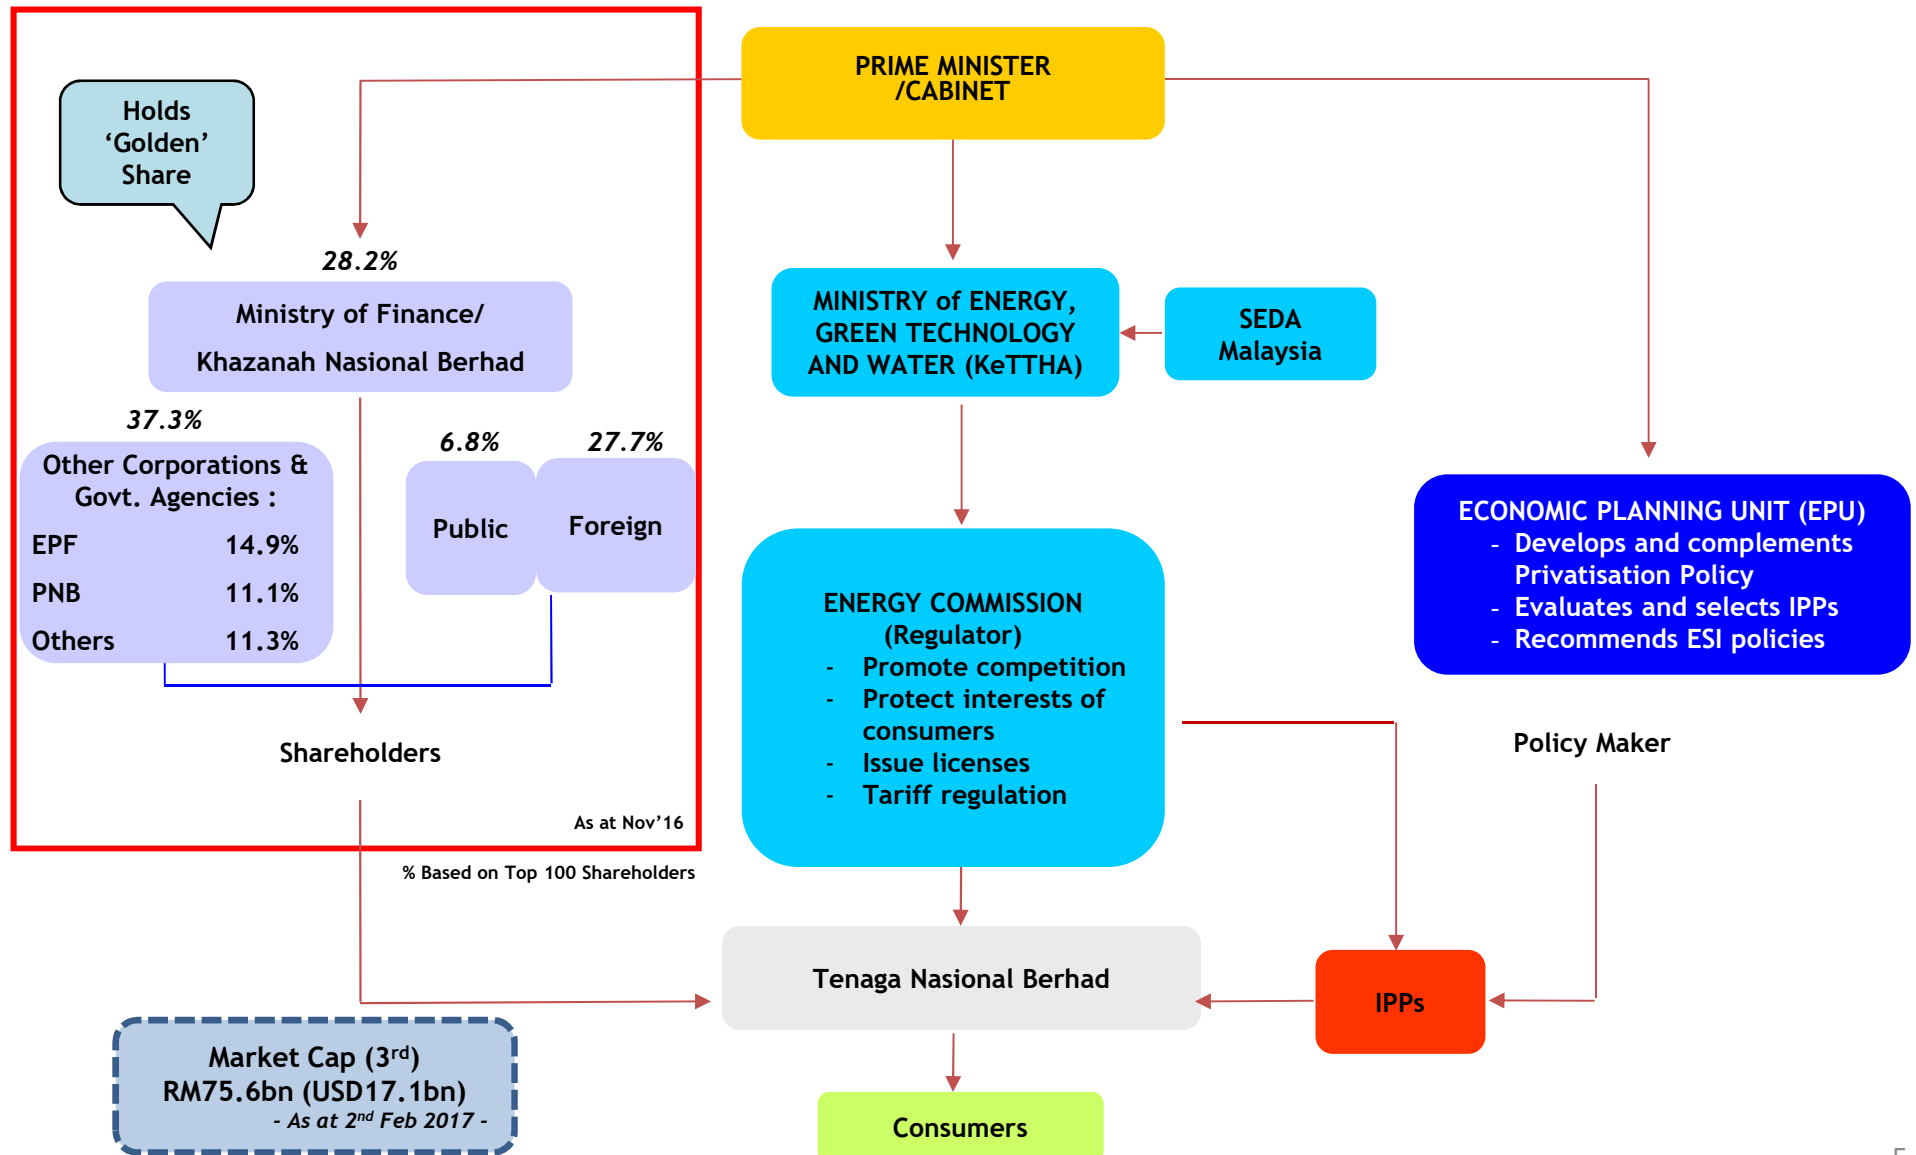 PRIME MINISTER
/CABINET
Holds
‘Golden’
Share
28.2%
Ministry of Finance/
Khazanah Nasional Berhad
37.3%
Other Corporations &
Govt. Agencies :
EPF 14.9%
PNB 11.1%
Others 11.3%
6.8%
Public
27.7%
Foreign
Shareholders
As at Nov’16
% Based on Top 100 Shareholders
MINISTRY of ENERGY,
GREEN TECHNOLOGY
AND WATER (KeTTHA)
SEDA
Malaysia
ENERGY COMMISSION
(Regulator)
- Promote competition
- Protect interests of
consumers
- Issue licenses
- Tariff regulation
ECONOMIC PLANNING UNIT (EPU)
- Develops and complements
Privatisation Policy
- Evaluates and selects IPPs
- Recommends ESI policies
Policy Maker
Tenaga Nasional Berhad
IPPs
Market Cap (3rd)
RM75.6bn (USD17.1bn)
- As at 2nd Feb 2017 -
Consumers